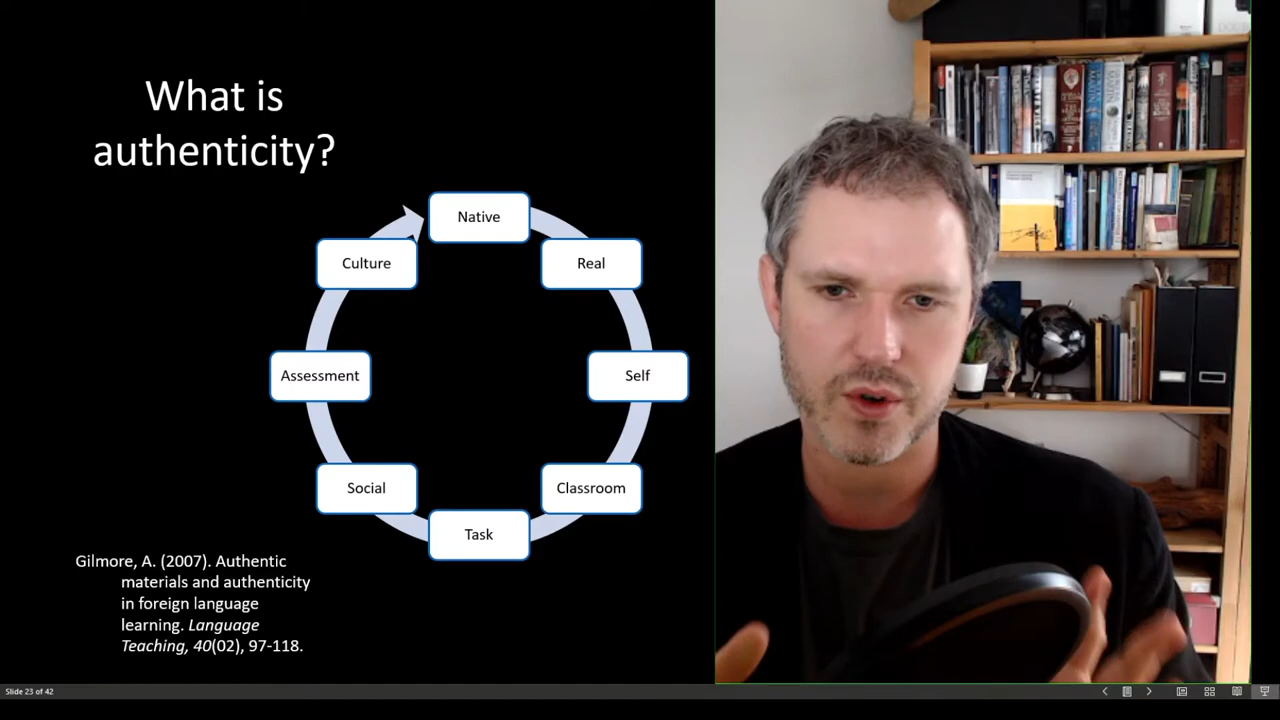 What is
authenticity?
Native
Real
Self
Classroom
Task
Social
Assessment
Culture
Gilmore, A. (2007). Authentic
materials and authenticity
in foreign language
learning. Language
Teaching, 40(02), 97-118.
Slide 23 of 42